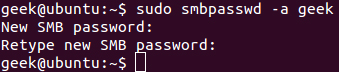 geek@ubuntu:~$ sudo smbpasswd -a geek
New SMB password:
Retype new SMB password:
geek@ubuntu:~$